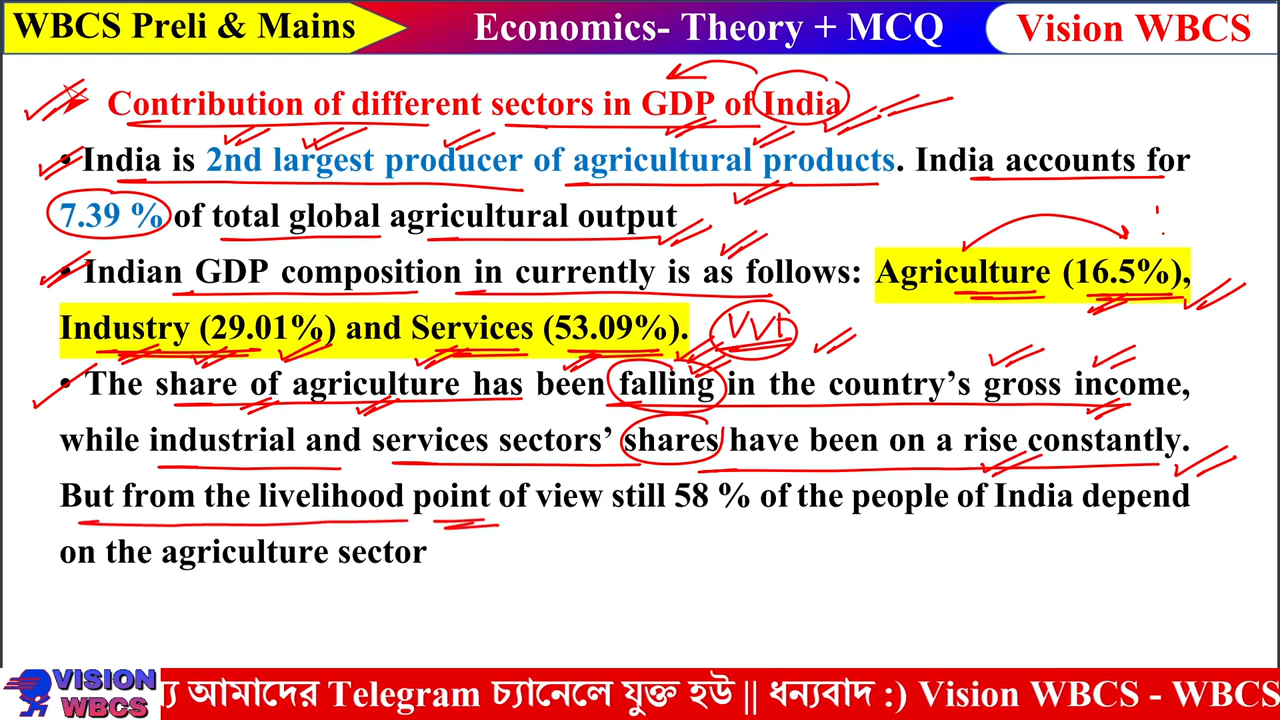 WBCS Preli & Mains
Economics- Theory + MCQ
Vision WBCS
Contribution of different sectors in GDP of India
• India is 2nd largest producer of agricultural products. India accounts for
7.39 % of total global agricultural output
• Indian GDP composition in currently is as follows: Agriculture (16.5%),
Industry (29.01%) and Services (53.09%).
• The share of agriculture has been falling in the country’s gross income,
while industrial and services sectors’ shares have been on a rise constantly.
But from the livelihood point of view still 58 % of the people of India depend
on the agriculture sector
VISION
WBCS
আমাদের Telegram চ্যানেলে যুক্ত হউ || ধন্যবাদ :) Vision WBCS - WBCS